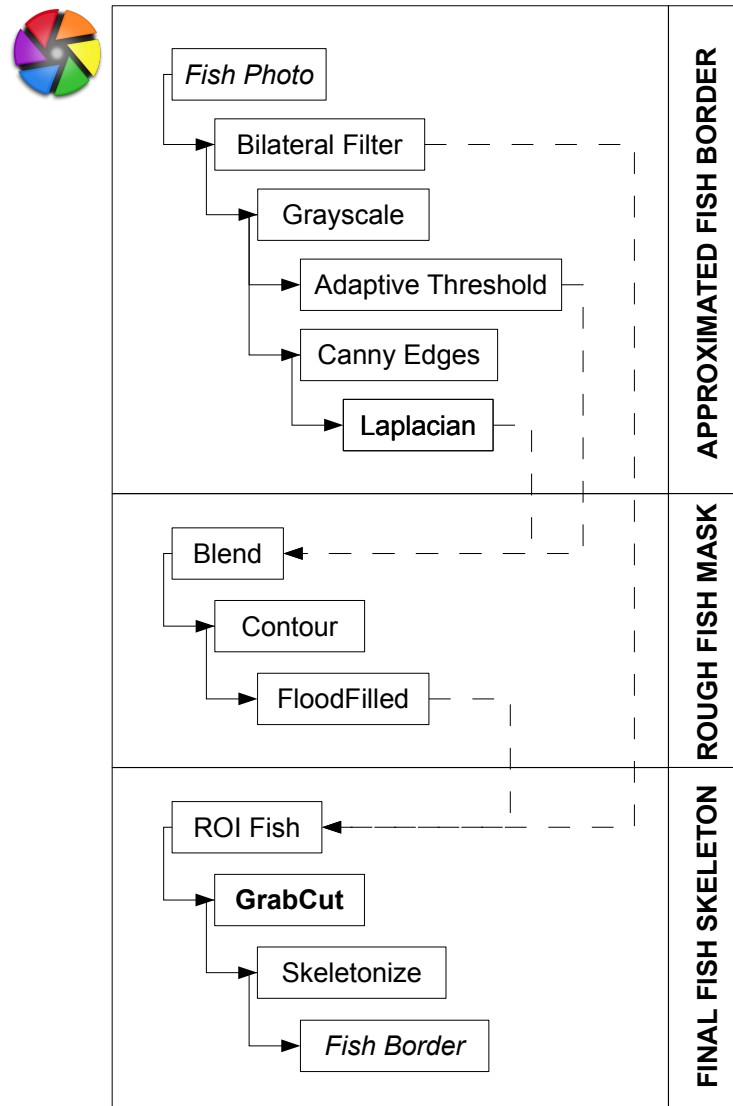 Fish Photo
Bilateral Filter
Grayscale
Adaptive Threshold
Canny Edges
Laplacian
APPROXIMATED FISH BORDER
Blend
Contour
FloodFilled
ROUGH FISH MASK
ROI Fish
GrabCut
Skeletonize
Fish Border
FINAL FISH SKELETON